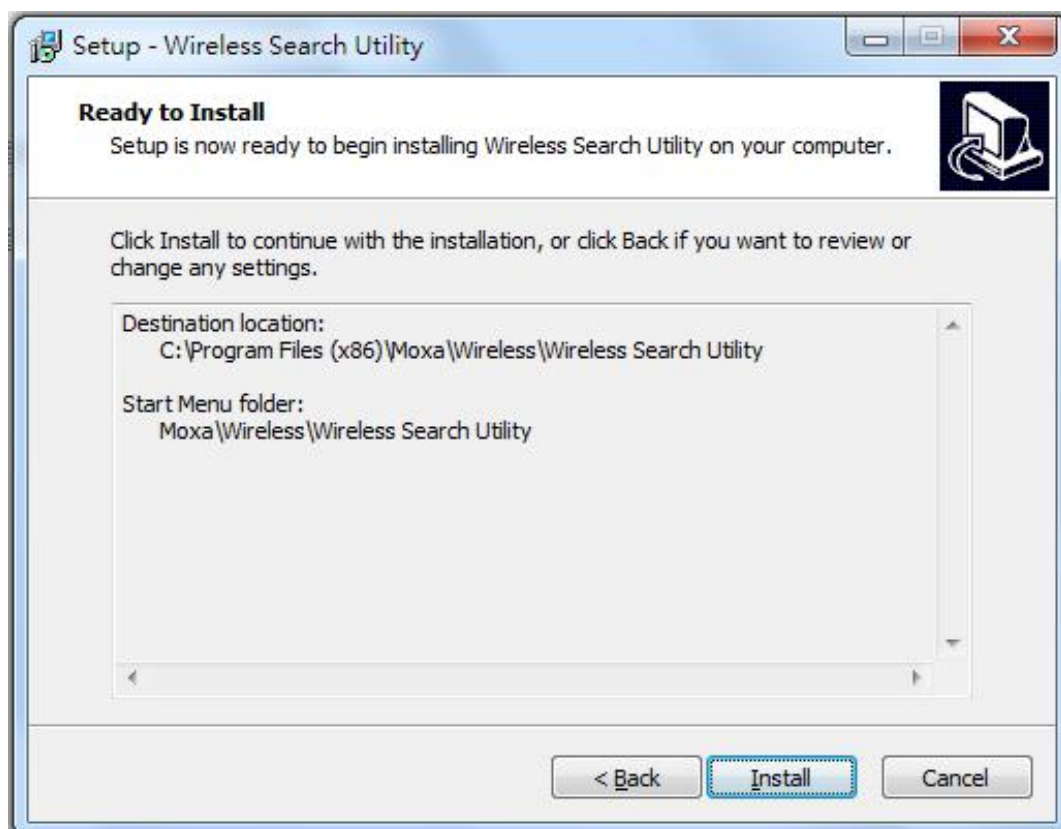 Setup - Wireless Search Utility
Ready to Install
Setup is now ready to begin installing Wireless Search Utility on your computer.
Click Install to continue with the installation, or click Back if you want to review or
change any settings.
Destination location:
C:\Program Files (x86)\Moxa\Wireless\Wireless Search Utility
Start Menu folder:
Moxa\Wireless\Wireless Search Utility
< Back Install Cancel